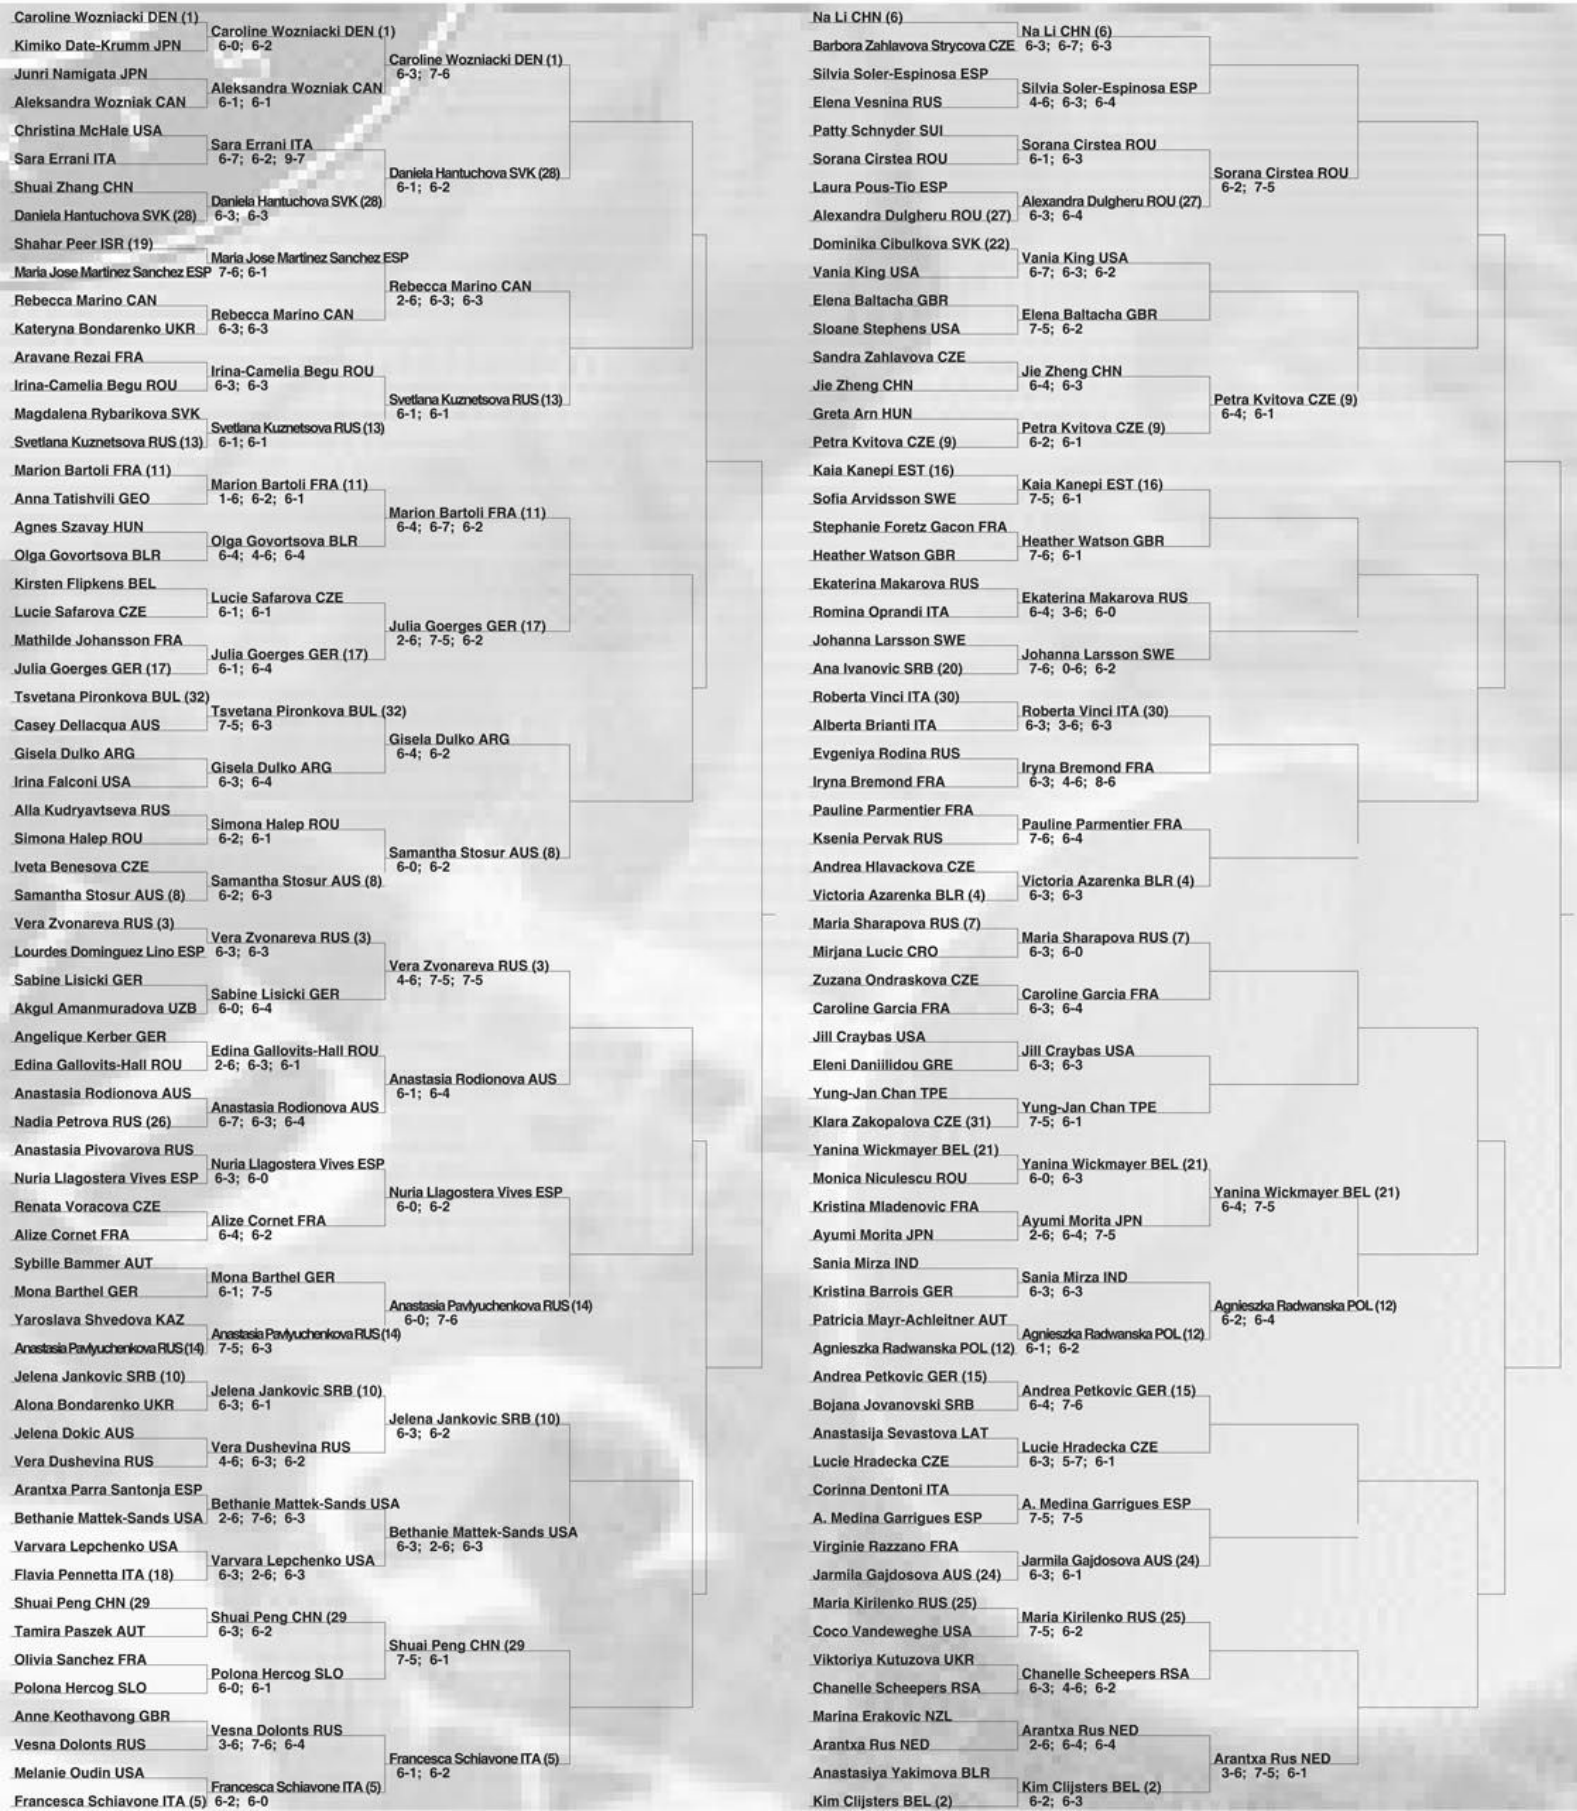 Caroline Wozniacki DEN (1)
Kimiko Date-Krumm JPN
Junri Namigata JPN
Aleksandra Wozniak CAN
Christina McHale USA
Sara Errani ITA
Shuai Zhang CHN
Daniela Hantuchova SVK (28)
Shahar Peer ISR (19)
Maria Jose Martinez Sanchez ESP
Rebecca Marino CAN
Kateryna Bondarenko UKR
Aravane Rezai FRA
Irina-Camelia Begu ROU
Magdalena Rybarikova SVK
Svetlana Kuznetsova RUS (13)
Marion Bartoli FRA (11)
Anna Tatishvili GEO
Agnes Szavay HUN
Olga Govortsova BLR
Kirsten Flipkens BEL
Lucie Safarova CZE
Mathilde Johansson FRA
Julia Goerges GER (17)
Tsvetana Pironkova BUL (32)
Casey Dellacqua AUS
Gisela Dulko ARG
Irina Falconi USA
Alla Kudryavtseva RUS
Simona Halep ROU
Iveta Benesova CZE
Samantha Stosur AUS (8)
Vera Zvonareva RUS (3)
Lourdes Dominguez Lino ESP
Sabine Lisicki GER
Akgul Amanmuradova UZB
Angelique Kerber GER
Edina Gallovits-Hall ROU
Anastasia Rodionova AUS
Nadia Petrova RUS (26)
Anastasia Pivovarova RUS
Nuria Llagostera Vives ESP
Renata Voracova CZE
Alize Cornet FRA
Sybille Bammer AUT
Mona Barthel GER
Yaroslava Shvedova KAZ
Anastasia Pavlyuchenkova RUS (14)
Jelena Jankovic SRB (10)
Alona Bondarenko UKR
Jelena Dokic AUS
Vera Dushevina RUS
Arantxa Parra Santonja ESP
Bethanie Mattek-Sands USA
Varvara Lepchenko USA
Flavia Pennetta ITA (18)
Shuai Peng CHN (29
Tamira Paszek AUT
Olivia Sanchez FRA
Polona Hercog SLO
Anne Keothavong GBR
Vesna Dolonts RUS
Melanie Oudin USA
Francesca Schiavone ITA (5)
Caroline Wozniacki DEN (1)
6-0; 6-2
Aleksandra Wozniak CAN
6-1; 6-1
Sara Errani ITA
6-7; 6-2; 9-7
Daniela Hantuchova SVK (28)
6-3; 6-3
Maria Jose Martinez Sanchez ESP
7-6; 6-1
Rebecca Marino CAN
6-3; 6-3
Irina-Camelia Begu ROU
6-3; 6-3
Svetlana Kuznetsova RUS (13)
6-1; 6-1
Marion Bartoli FRA (11)
1-6; 6-2; 6-1
Olga Govortsova BLR
6-4; 4-6; 6-4
Lucie Safarova CZE
6-1; 6-1
Julia Goerges GER (17)
6-1; 6-4
Tsvetana Pironkova BUL (32)
7-5; 6-3
Gisela Dulko ARG
6-3; 6-4
Simona Halep ROU
6-2; 6-1
Samantha Stosur AUS (8)
6-2; 6-3
Vera Zvonareva RUS (3)
6-3; 6-3
Sabine Lisicki GER
6-0; 6-4
Edina Gallovits-Hall ROU
2-6; 6-3; 6-1
Anastasia Rodionova AUS
6-7; 6-3; 6-4
Nuria Llagostera Vives ESP
6-3; 6-0
Alize Cornet FRA
6-4; 6-2
Mona Barthel GER
6-1; 7-5
Anastasia Pavlyuchenkova RUS (14)
7-5; 6-3
Jelena Jankovic SRB (10)
6-3; 6-1
Vera Dushevina RUS
4-6; 6-3; 6-2
Bethanie Mattek-Sands USA
2-6; 7-6; 6-3
Varvara Lepchenko USA
6-3; 2-6; 6-3
Shuai Peng CHN (29
6-3; 6-2
Polona Hercog SLO
6-0; 6-1
Vesna Dolonts RUS
3-6; 7-6; 6-4
Francesca Schiavone ITA (5)
6-2; 6-0
Caroline Wozniacki DEN (1)
6-3; 7-6
Daniela Hantuchova SVK (28)
6-1; 6-2
Rebecca Marino CAN
2-6; 6-3; 6-3
Svetlana Kuznetsova RUS (13)
6-1; 6-1
Marion Bartoli FRA (11)
6-4; 6-7; 6-2
Julia Goerges GER (17)
2-6; 7-5; 6-2
Gisela Dulko ARG
6-4; 6-2
Samantha Stosur AUS (8)
6-0; 6-2
Vera Zvonareva RUS (3)
4-6; 7-5; 7-5
Anastasia Rodionova AUS
6-1; 6-4
Nuria Llagostera Vives ESP
6-0; 6-2
Anastasia Pavlyuchenkova RUS (14)
6-0; 7-6
Jelena Jankovic SRB (10)
6-3; 6-2
Bethanie Mattek-Sands USA
6-3; 2-6; 6-3
Shuai Peng CHN (29
7-5; 6-1
Francesca Schiavone ITA (5)
6-1; 6-2
Na Li CHN (6)
Barbora Zahlavova Strycova CZE
Silvia Soler-Espinosa ESP
Elena Vesnina RUS
Patty Schnyder SUI
Sorana Cirstea ROU
Laura Pous-Tio ESP
Alexandra Dulgheru ROU (27)
Dominika Cibulkova SVK (22)
Vania King USA
Elena Baltacha GBR
Sloane Stephens USA
Sandra Zahlavova CZE
Jie Zheng CHN
Greta Arn HUN
Petra Kvitova CZE (9)
Kaia Kanepi EST (16)
Sofia Arvidsson SWE
Stephanie Foretz Gacon FRA
Heather Watson GBR
Ekaterina Makarova RUS
Romina Oprandi ITA
Johanna Larsson SWE
Ana Ivanovic SRB (20)
Roberta Vinci ITA (30)
Alberta Brianti ITA
Evgeniya Rodina RUS
Iryna Bremond FRA
Pauline Parmentier FRA
Ksenia Pervak RUS
Andrea Hlavackova CZE
Victoria Azarenka BLR (4)
Maria Sharapova RUS (7)
Mirjana Lucic CRO
Zuzana Ondraskova CZE
Caroline Garcia FRA
Jill Craybas USA
Eleni Daniilidou GRE
Yung-Jan Chan TPE
Klara Zakopalova CZE (31)
Yanina Wickmayer BEL (21)
Monica Niculescu ROU
Kristina Mladenovic FRA
Ayumi Morita JPN
Sania Mirza IND
Kristina Barrois GER
Patricia Mayr-Achleitner AUT
Agnieszka Radwanska POL (12)
Andrea Petkovic GER (15)
Bojana Jovanovski SRB
Anastasija Sevastova LAT
Lucie Hradecka CZE
Corinna Dentoni ITA
A. Medina Garrigues ESP
Virginie Razzano FRA
Jarmila Gajdosova AUS (24)
Maria Kirilenko RUS (25)
Coco Vandeweghe USA
Viktoriya Kutuzova UKR
Chanelle Scheepers RSA
Marina Erakovic NZL
Arantxa Rus NED
Anastasiya Yakimova BLR
Kim Clijsters BEL (2)
Na Li CHN (6)
6-3; 6-7; 6-3
Silvia Soler-Espinosa ESP
4-6; 6-3; 6-4
Sorana Cirstea ROU
6-1; 6-3
Alexandra Dulgheru ROU (27)
6-3; 6-4
Vania King USA
6-7; 6-3; 6-2
Elena Baltacha GBR
7-5; 6-2
Jie Zheng CHN
6-4; 6-3
Petra Kvitova CZE (9)
6-2; 6-1
Kaia Kanepi EST (16)
7-5; 6-1
Heather Watson GBR
7-6; 6-1
Ekaterina Makarova RUS
6-4; 3-6; 6-0
Johanna Larsson SWE
7-6; 0-6; 6-2
Roberta Vinci ITA (30)
6-3; 3-6; 6-3
Iryna Bremond FRA
6-3; 4-6; 8-6
Pauline Parmentier FRA
7-6; 6-4
Victoria Azarenka BLR (4)
6-3; 6-3
Maria Sharapova RUS (7)
6-3; 6-0
Caroline Garcia FRA
6-3; 6-4
Jill Craybas USA
6-3; 6-3
Yung-Jan Chan TPE
7-5; 6-1
Yanina Wickmayer BEL (21)
6-0; 6-3
Ayumi Morita JPN
2-6; 6-4; 7-5
Sania Mirza IND
6-3; 6-3
Agnieszka Radwanska POL (12)
6-1; 6-2
Andrea Petkovic GER (15)
6-4; 7-6
Lucie Hradecka CZE
6-3; 5-7; 6-1
A. Medina Garrigues ESP
7-5; 7-5
Jarmila Gajdosova AUS (24)
6-3; 6-1
Maria Kirilenko RUS (25)
7-5; 6-2
Chanelle Scheepers RSA
6-3; 4-6; 6-2
Arantxa Rus NED
2-6; 6-4; 6-4
Kim Clijsters BEL (2)
6-2; 6-3
Sorana Cirstea ROU
6-2; 7-5
Petra Kvitova CZE (9)
6-4; 6-1
Yanina Wickmayer BEL (21)
6-4; 7-5
Agnieszka Radwanska POL (12)
6-2; 6-4
Arantxa Rus NED
3-6; 7-5; 6-1